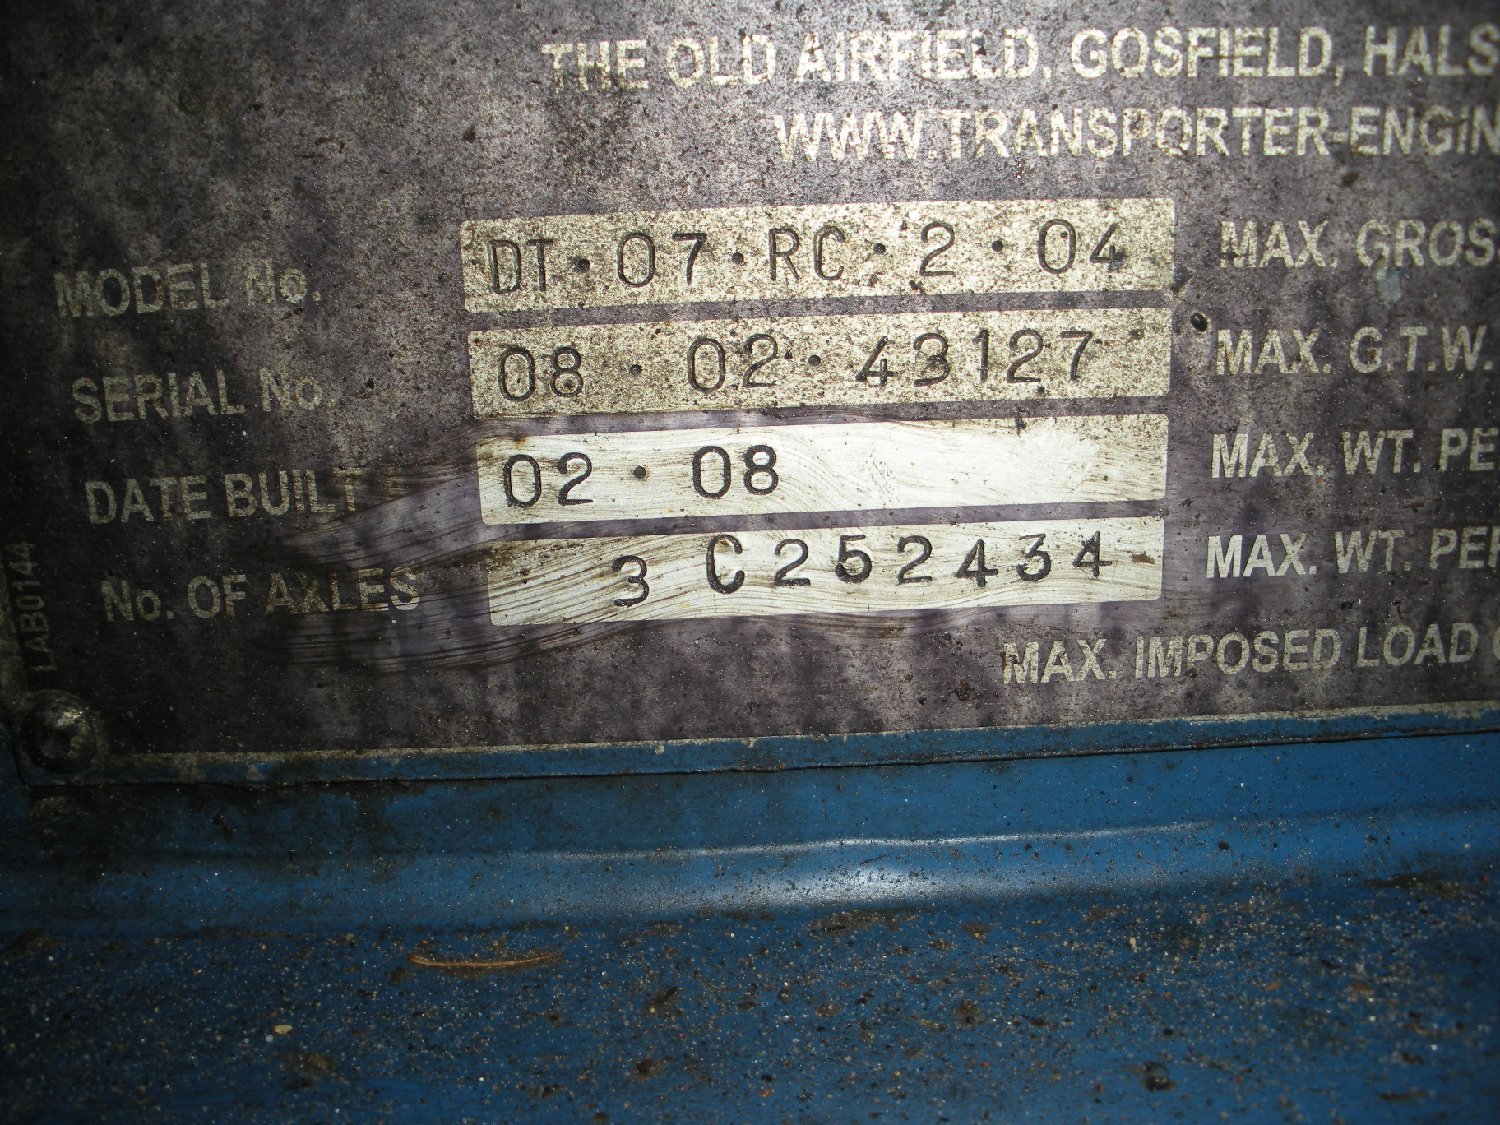 THE OLD AIRFIELD, GOSFIELD, HALS
WWW.TRANSPORTER-ENGIN
MODEL No. DT·07·RC·2·04 MAX. GROS
SERIAL No. 08·02·43127 MAX. G.T.W.
DATE BUILT 02·08 MAX. WT. PE
No. OF AXLES 3 C252434 MAX. WT. PER
MAX. IMPOSED LOAD
LAB0144